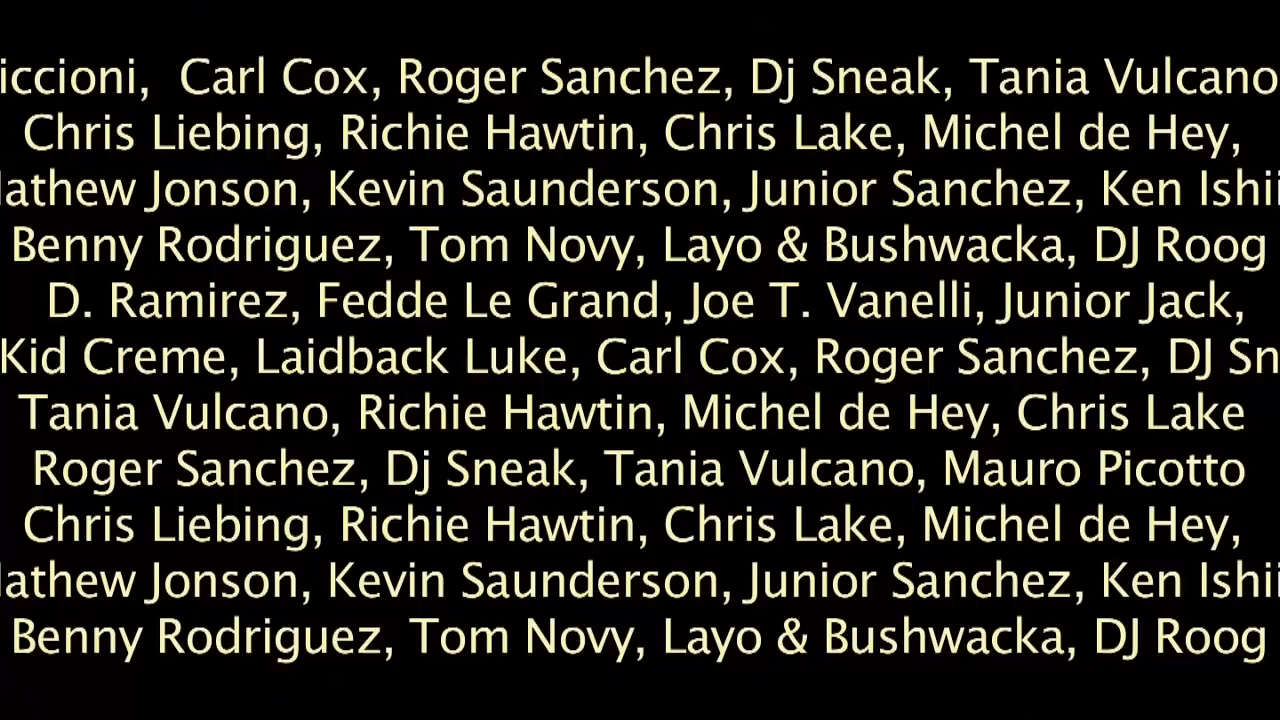 iccioni, Carl Cox, Roger Sanchez, Dj Sneak, Tania Vulcano
Chris Liebing, Richie Hawtin, Chris Lake, Michel de Hey,
athew Jonson, Kevin Saunderson, Junior Sanchez, Ken Ishii
Benny Rodriguez, Tom Novy, Layo & Bushwacka, DJ Roog
D. Ramirez, Fedde Le Grand, Joe T. Vanelli, Junior Jack,
Kid Creme, Laidback Luke, Carl Cox, Roger Sanchez, DJ Sn
Tania Vulcano, Richie Hawtin, Michel de Hey, Chris Lake
Roger Sanchez, Dj Sneak, Tania Vulcano, Mauro Picotto
Chris Liebing, Richie Hawtin, Chris Lake, Michel de Hey,
athew Jonson, Kevin Saunderson, Junior Sanchez, Ken Ishii
Benny Rodriguez, Tom Novy, Layo & Bushwacka, DJ Roog